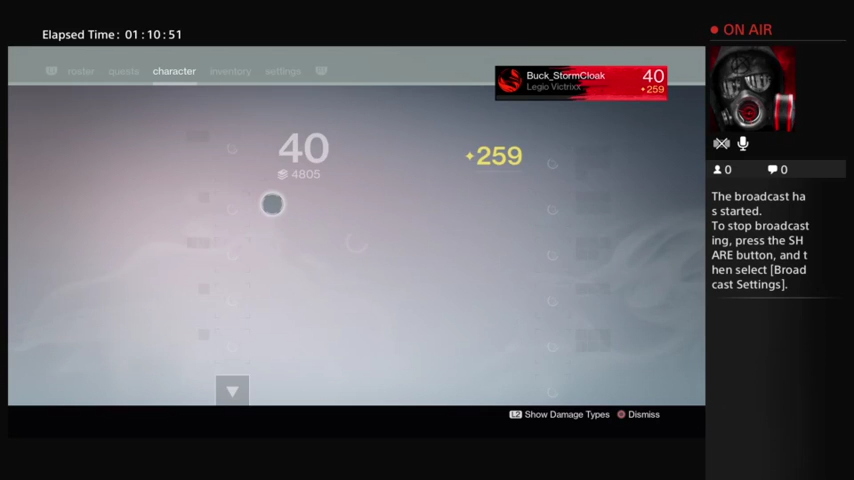 Elapsed Time: 01:10:51
ON AIR
roster quests character inventory settings
Buck_StormCloak 40
Legio Victrixx +259
40
4805
+259
0 0
The broadcast ha
s started.
To stop broadcast
ing, press the SH
ARE button, and t
hen select [Broad
cast Settings].
L2 Show Damage Types Dismiss